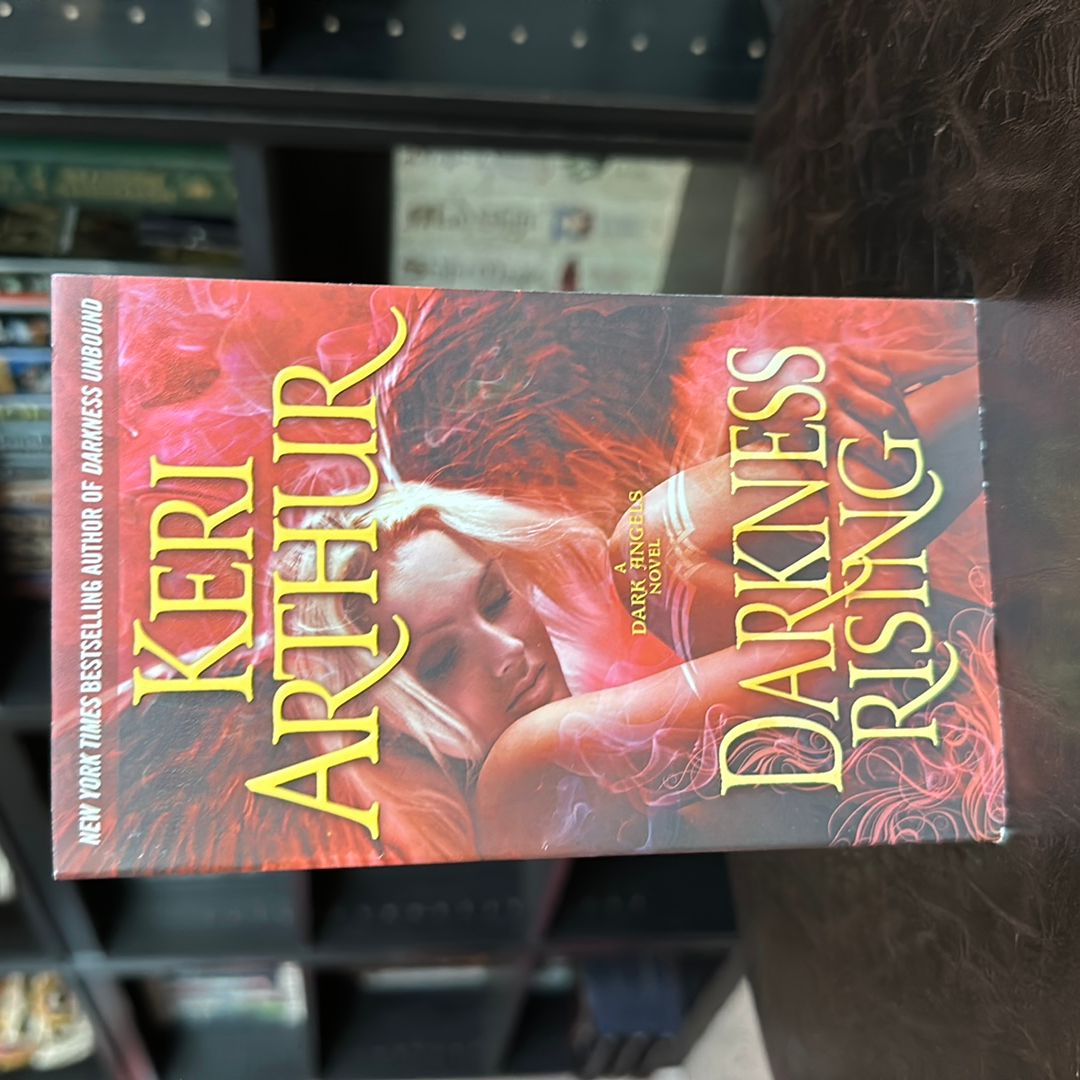 NEW YORK TIMES BESTSELLING AUTHOR OF DARKNESS UNBOUND
KERI
ARTHUR
A
DARK ANGELS
NOVEL
DARKNESS
RISING